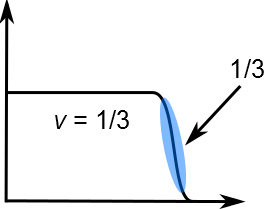 1/3
ν = 1/3